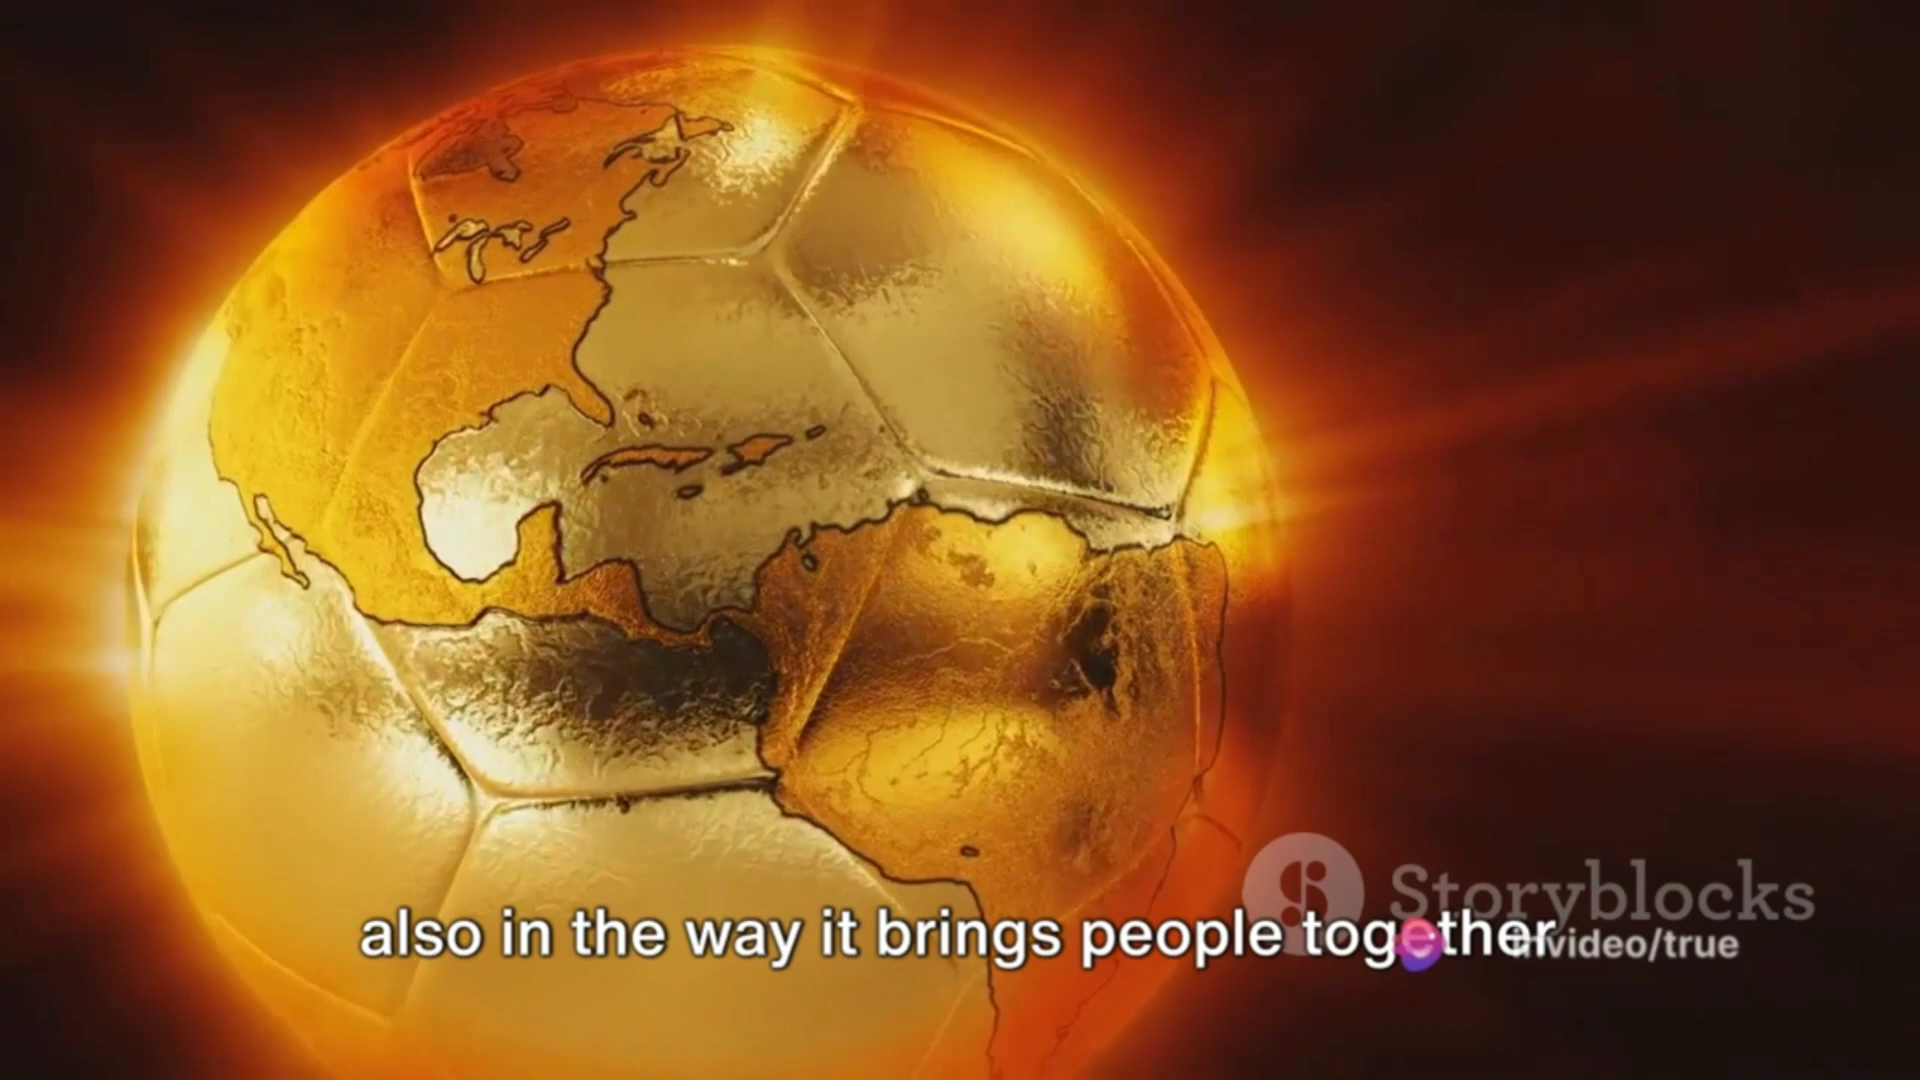 Storyblocks
also in the way it brings people together
invideo/true